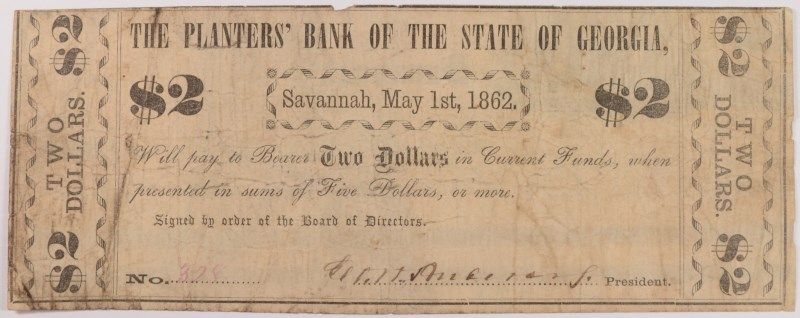 THE PLANTERS' BANK OF THE STATE OF GEORGIA,
$2
$2
TWO
DOLLARS.
$2
$2
Savannah, May 1st, 1862.
$2
Will pay to Bearer Two Dollars in Current Funds, when
presented in sums of Five Dollars, or more.
Signed by order of the Board of Directors.
No. 328
President.
$2
TWO
DOLLARS.
$2